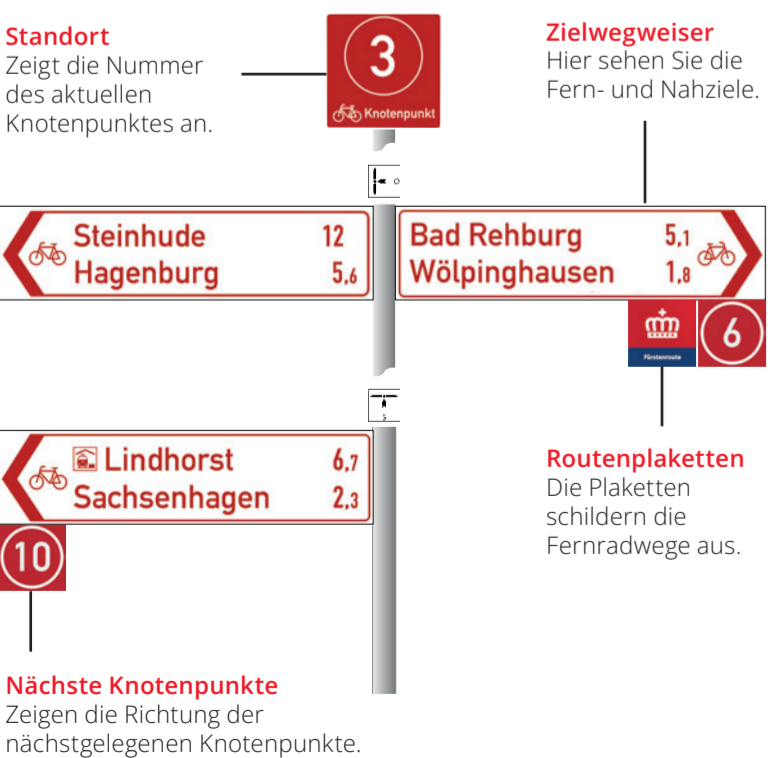 Standort
Zeigt die Nummer
des aktuellen
Knotenpunktes an.
3
Knotenpunkt
Zielwegweiser
Hier sehen Sie die
Fern- und Nahziele.
O
Steinhude 12
Hagenburg 5,6
Bad Rehburg 5,1
Wölpinghausen 1,8
Fürstenroute
6
S
Lindhorst 6,7
Sachsenhagen 2,3
10
Routenplaketten
Die Plaketten
schildern die
Fernradwege aus.
Nächste Knotenpunkte
Zeigen die Richtung der
nächstgelegenen Knotenpunkte.